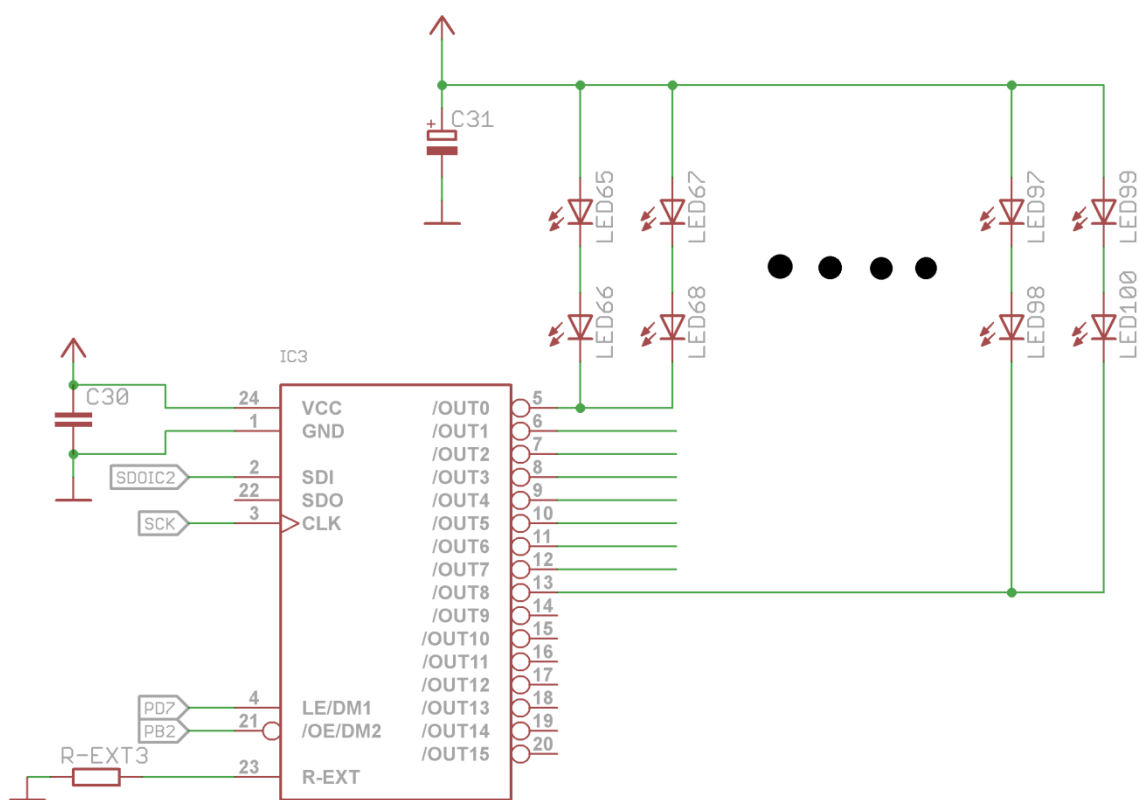 C31
LED65
LED67
LED97
LED99
LED66
LED68
LED98
LED100
IC3
C30
24 VCC /OUT0 5
1 GND /OUT1 6
/OUT2 7
SDOIC2 2 SDI /OUT3 8
22 SDO /OUT4 9
SCK 3 CLK /OUT5 10
/OUT6 11
/OUT7 12
/OUT8 13
/OUT9 14
/OUT10 15
/OUT11 16
/OUT12 17
PD7 4 LE/DM1 /OUT13 18
PB2 21 /OE/DM2 /OUT14 19
/OUT15 20
R-EXT3 23 R-EXT